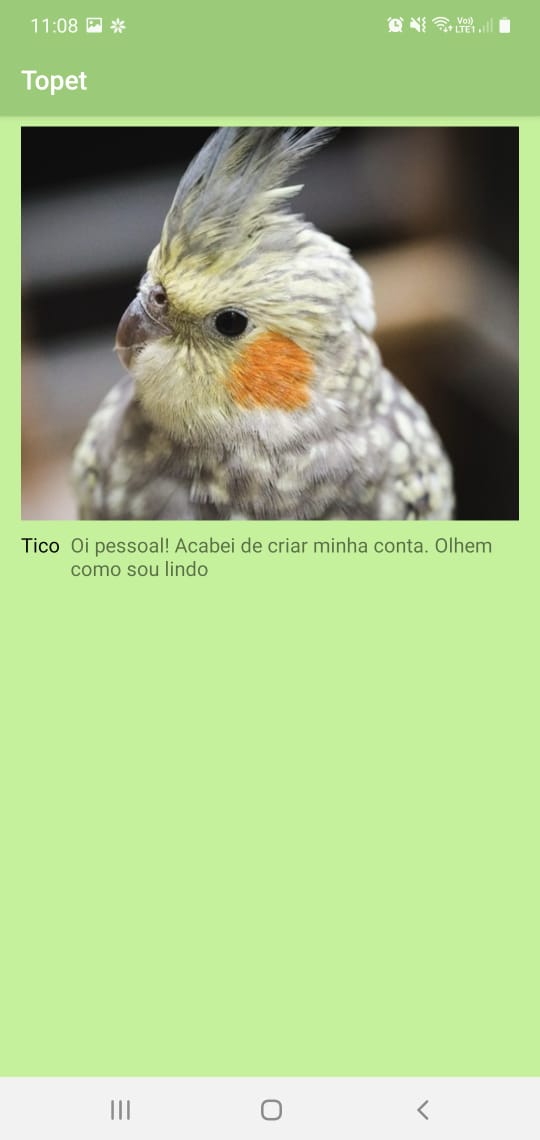 11:08
Vo))
LTE1
Topet
Tico Oi pessoal! Acabei de criar minha conta. Olhem
como sou lindo